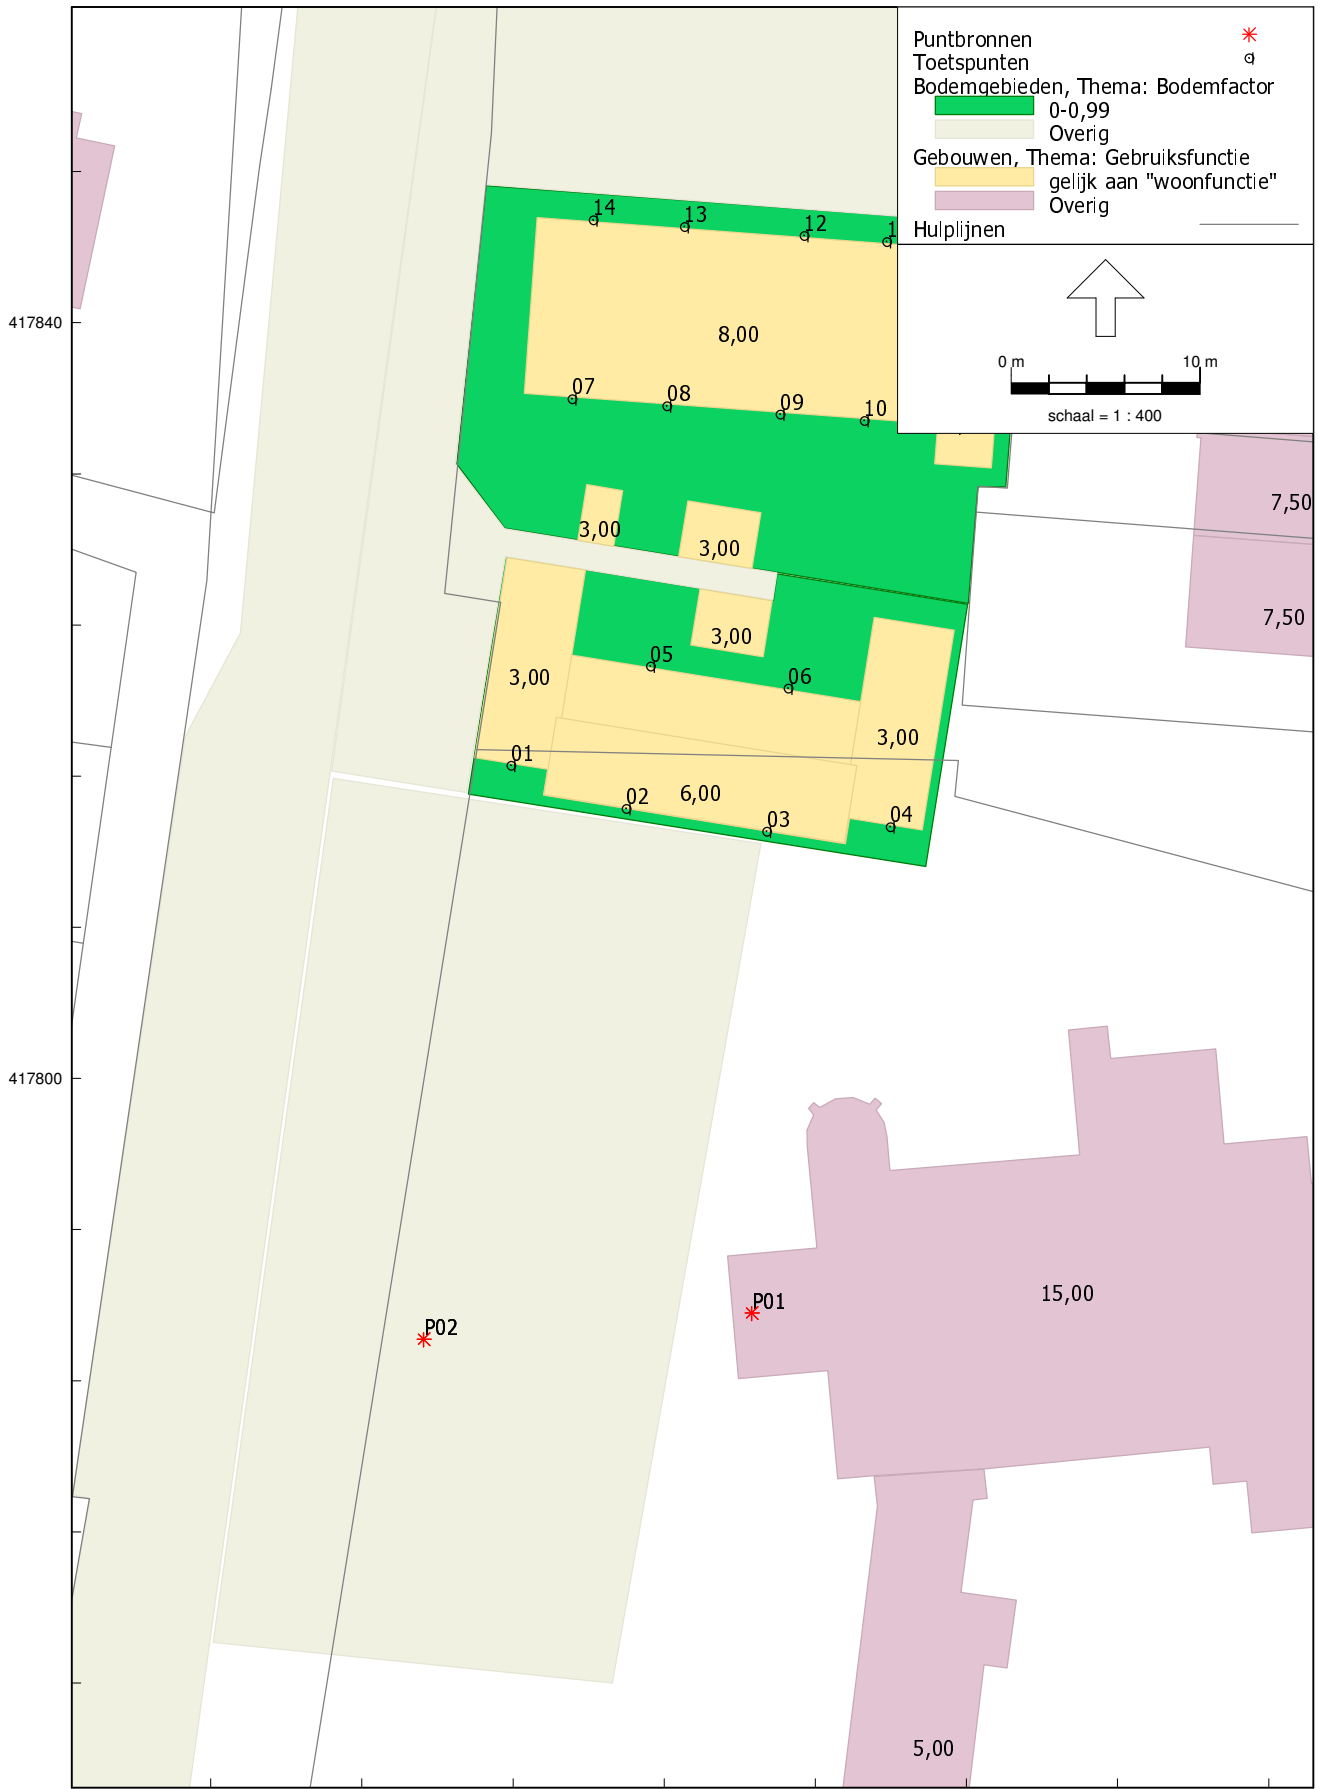 Puntbronnen
Toetspunten
Bodemgebieden, Thema: Bodemfactor
0-0,99
Overig
Gebouwen, Thema: Gebruiksfunctie
gelijk aan "woonfunctie"
Overig
Hulplijnen
0 m 10 m
schaal = 1 : 400
14 13 12 1
417840
8,00
07 08 09 10
7,50
3,00
3,00
7,50
3,00
05
06
3,00
3,00
01
02 6,00
03 04
417800
15,00
P01
P02
5,00